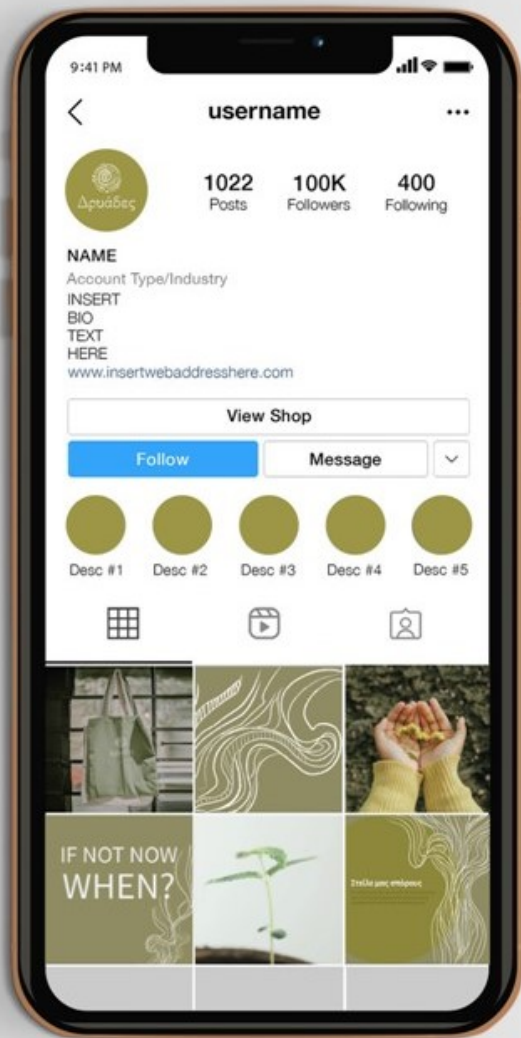 9:41 PM
username
Δρυάδες
1022 100K 400
Posts Followers Following
NAME
Account Type/Industry
INSERT
BIO
TEXT
HERE
www.insertwebaddresshere.com
View Shop
Follow Message
Desc #1 Desc #2 Desc #3 Desc #4 Desc #5
IF NOT NOW
WHEN?
Στείλε μας σπόρους